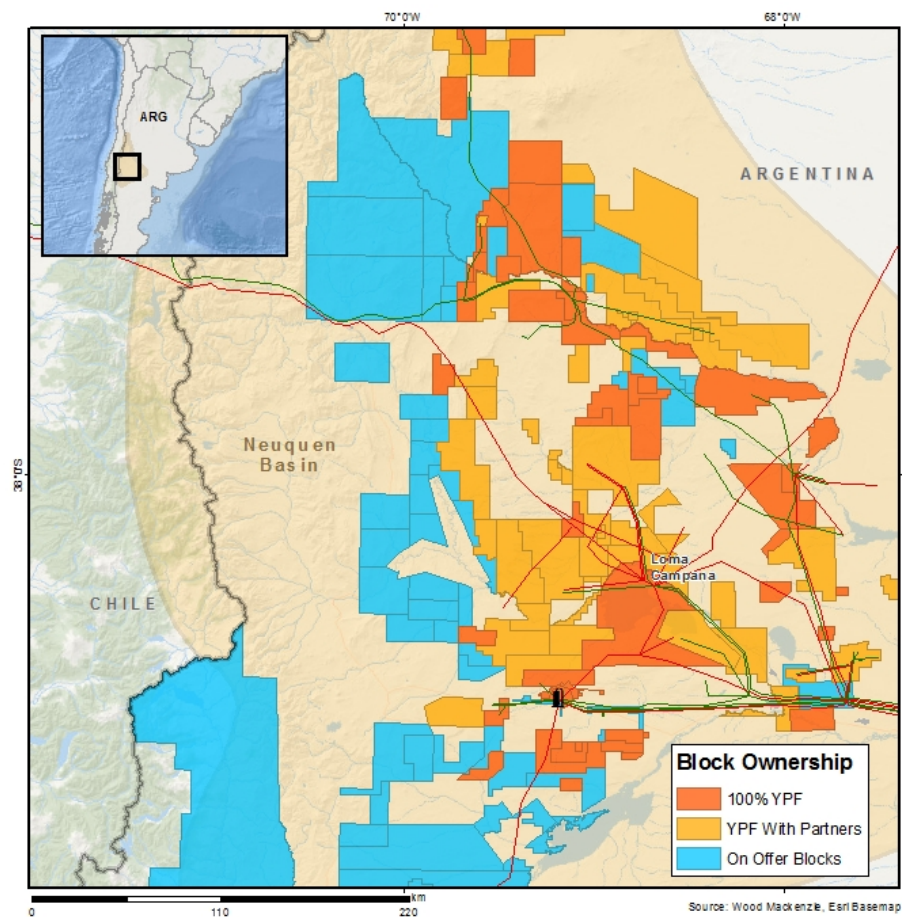 70°0'W
68°0'W
ARG
ARGENTINA
Neuquen
Basin
38°0'S
Loma
Campana
CHILE
Block Ownership
100% YPF
YPF With Partners
On Offer Blocks
km
0
110
220
Source: Wood Mackenzie, Esri Basemap